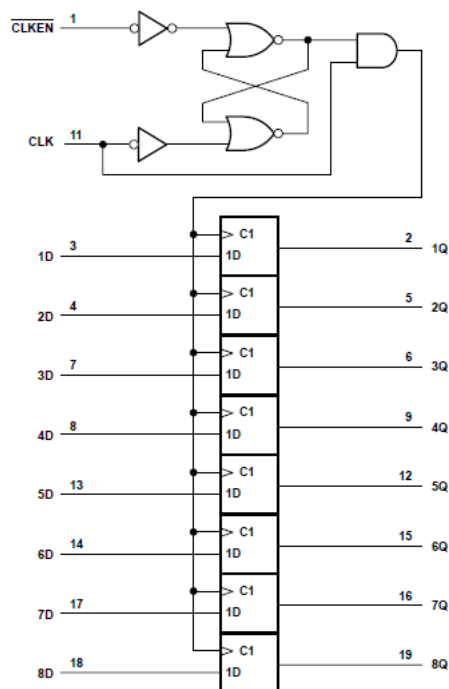 CLKEN 1
CLK 11
C1
1D 3 1D 2 1Q
C1
2D 4 1D 5 2Q
C1
3D 7 1D 6 3Q
C1
4D 8 1D 9 4Q
C1
5D 13 1D 12 5Q
C1
6D 14 1D 15 6Q
C1
7D 17 1D 16 7Q
C1
8D 18 1D 19 8Q